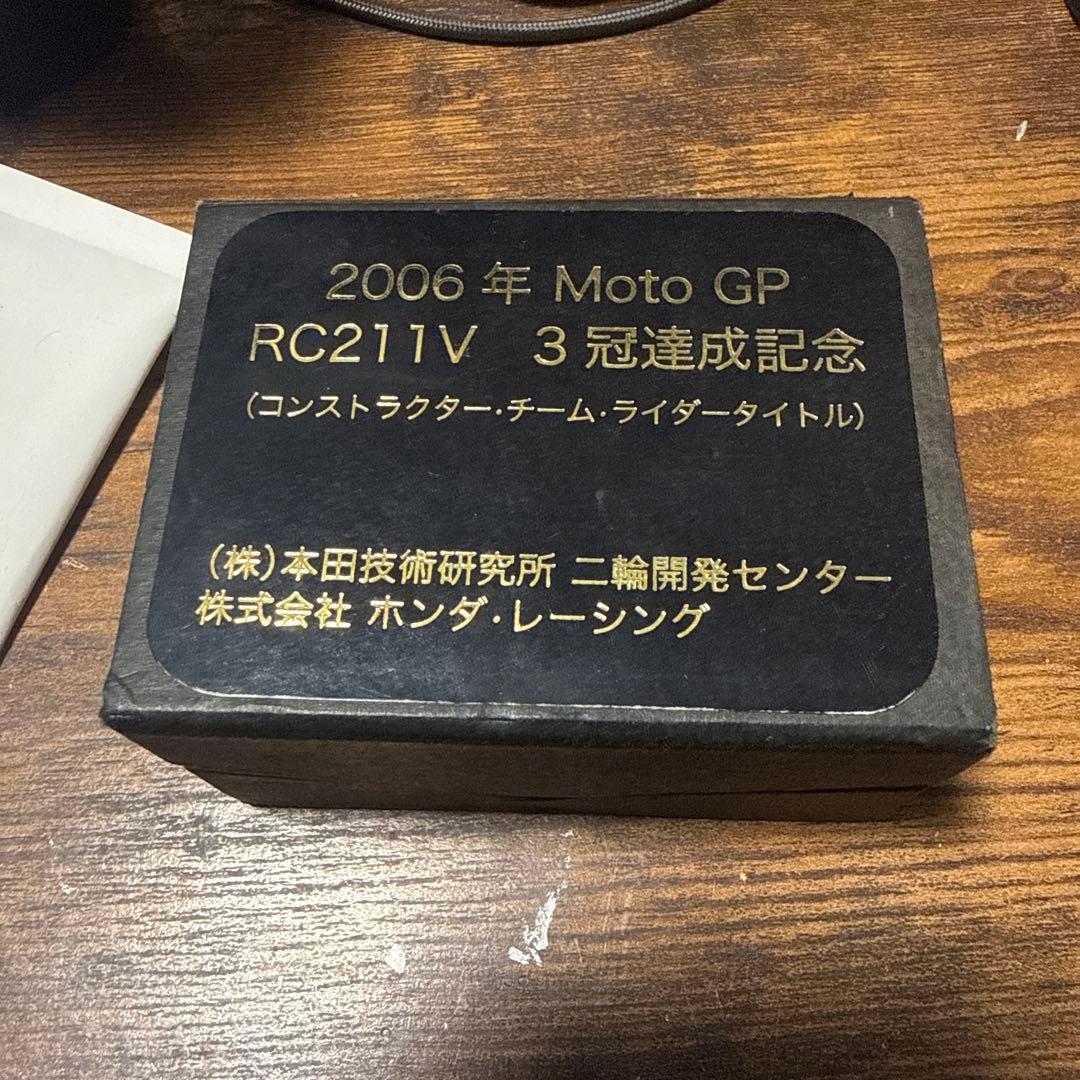 2006 年 Moto GP
RC211V 3 冠達成記念
(コンストラクター・チーム・ライダータイトル)
(株)本田技術研究所 二輪開発センター
株式会社 ホンダ・レーシング